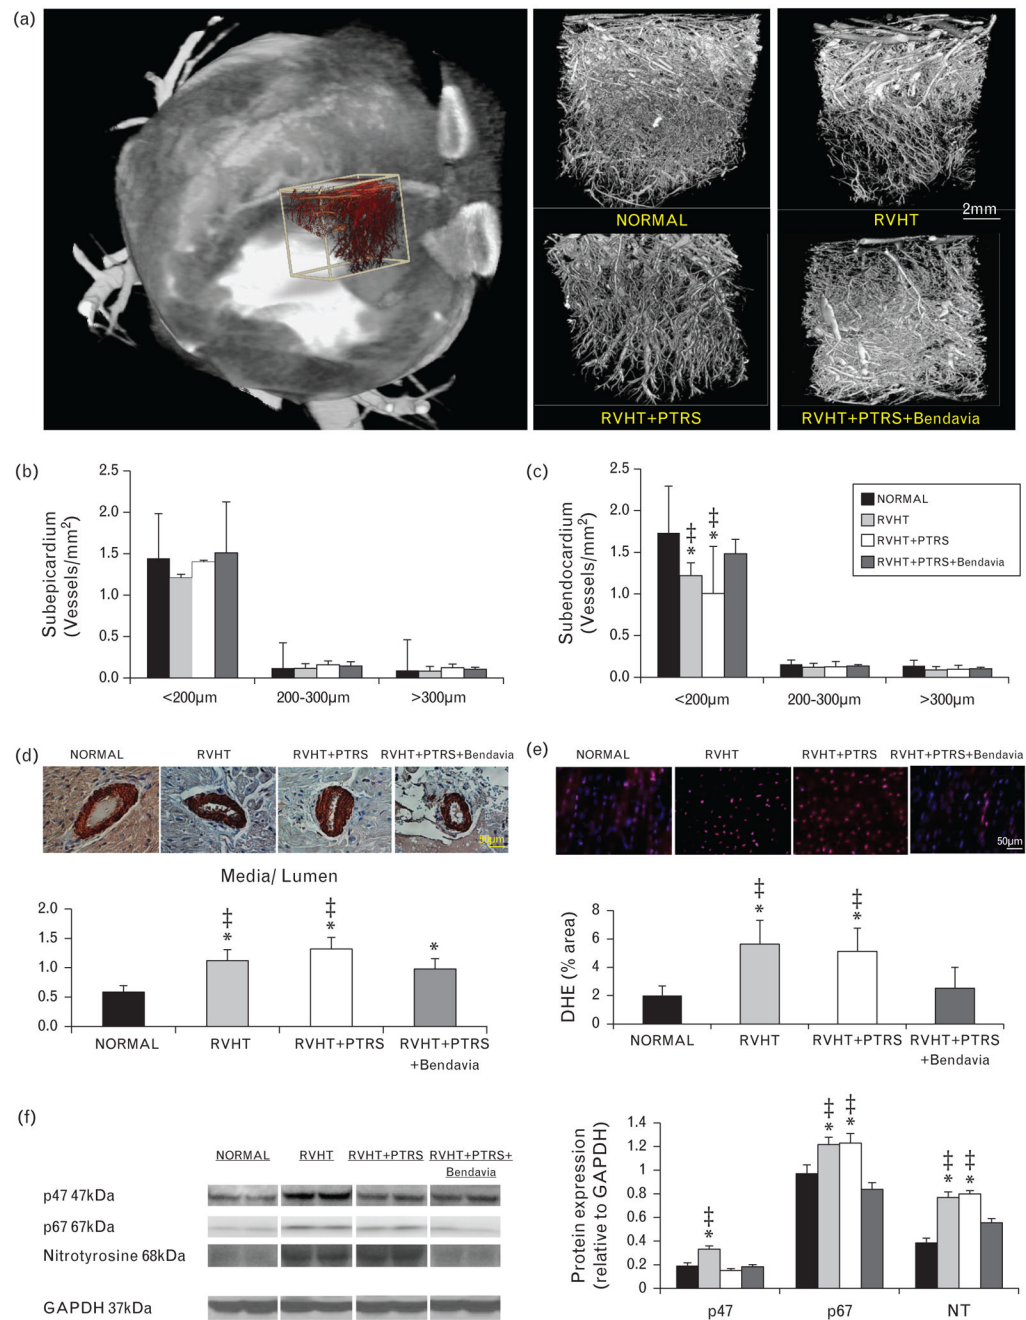 (a)
NORMAL
RVHT
2mm
RVHT+PTRS
RVHT+PTRS+Bendavia
(b)
Subepicardium
(Vessels/mm²)
2.5
2.0
1.5
1.0
0.5
0.0
<200µm
200-300µm
>300µm
(c)
Subendocardium
(Vessels/mm²)
2.5
2.0
1.5
1.0
0.5
0.0
*‡
*‡
<200µm
200-300µm
>300µm
NORMAL
RVHT
RVHT+PTRS
RVHT+PTRS+Bendavia
(d)
NORMAL
RVHT
RVHT+PTRS
RVHT+PTRS+Bendavia
50µm
Media/ Lumen
2.0
1.5
1.0
0.5
0.0
*‡
*‡
*
NORMAL
RVHT
RVHT+PTRS
RVHT+PTRS
+Bendavia
(e)
NORMAL
RVHT
RVHT+PTRS
RVHT+PTRS+Bendavia
50µm
DHE (% area)
8
6
4
2
0
*‡
*‡
NORMAL
RVHT
RVHT+PTRS
RVHT+PTRS
+Bendavia
(f)
NORMAL
RVHT
RVHT+PTRS
RVHT+PTRS+
Bendavia
p47 47kDa
p67 67kDa
Nitrotyrosine 68kDa
GAPDH 37kDa
Protein expression
(relative to GAPDH)
1.4
1.2
1
0.8
0.6
0.4
0.2
0
*‡
*‡
*‡
*‡
*‡
p47
p67
NT